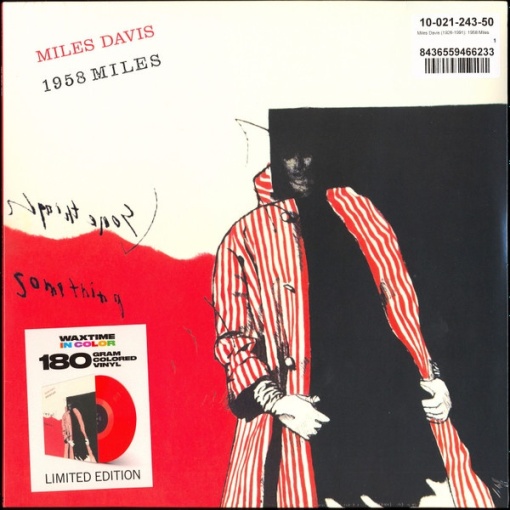 MILES DAVIS
1958 MILES
10-021-243-50
Miles Davis (1926-1991): 1958 Miles
1
8436559466233
Something
WAXTIME
IN COLOR
180 GRAM
COLORED
VINYL
LIMITED EDITION